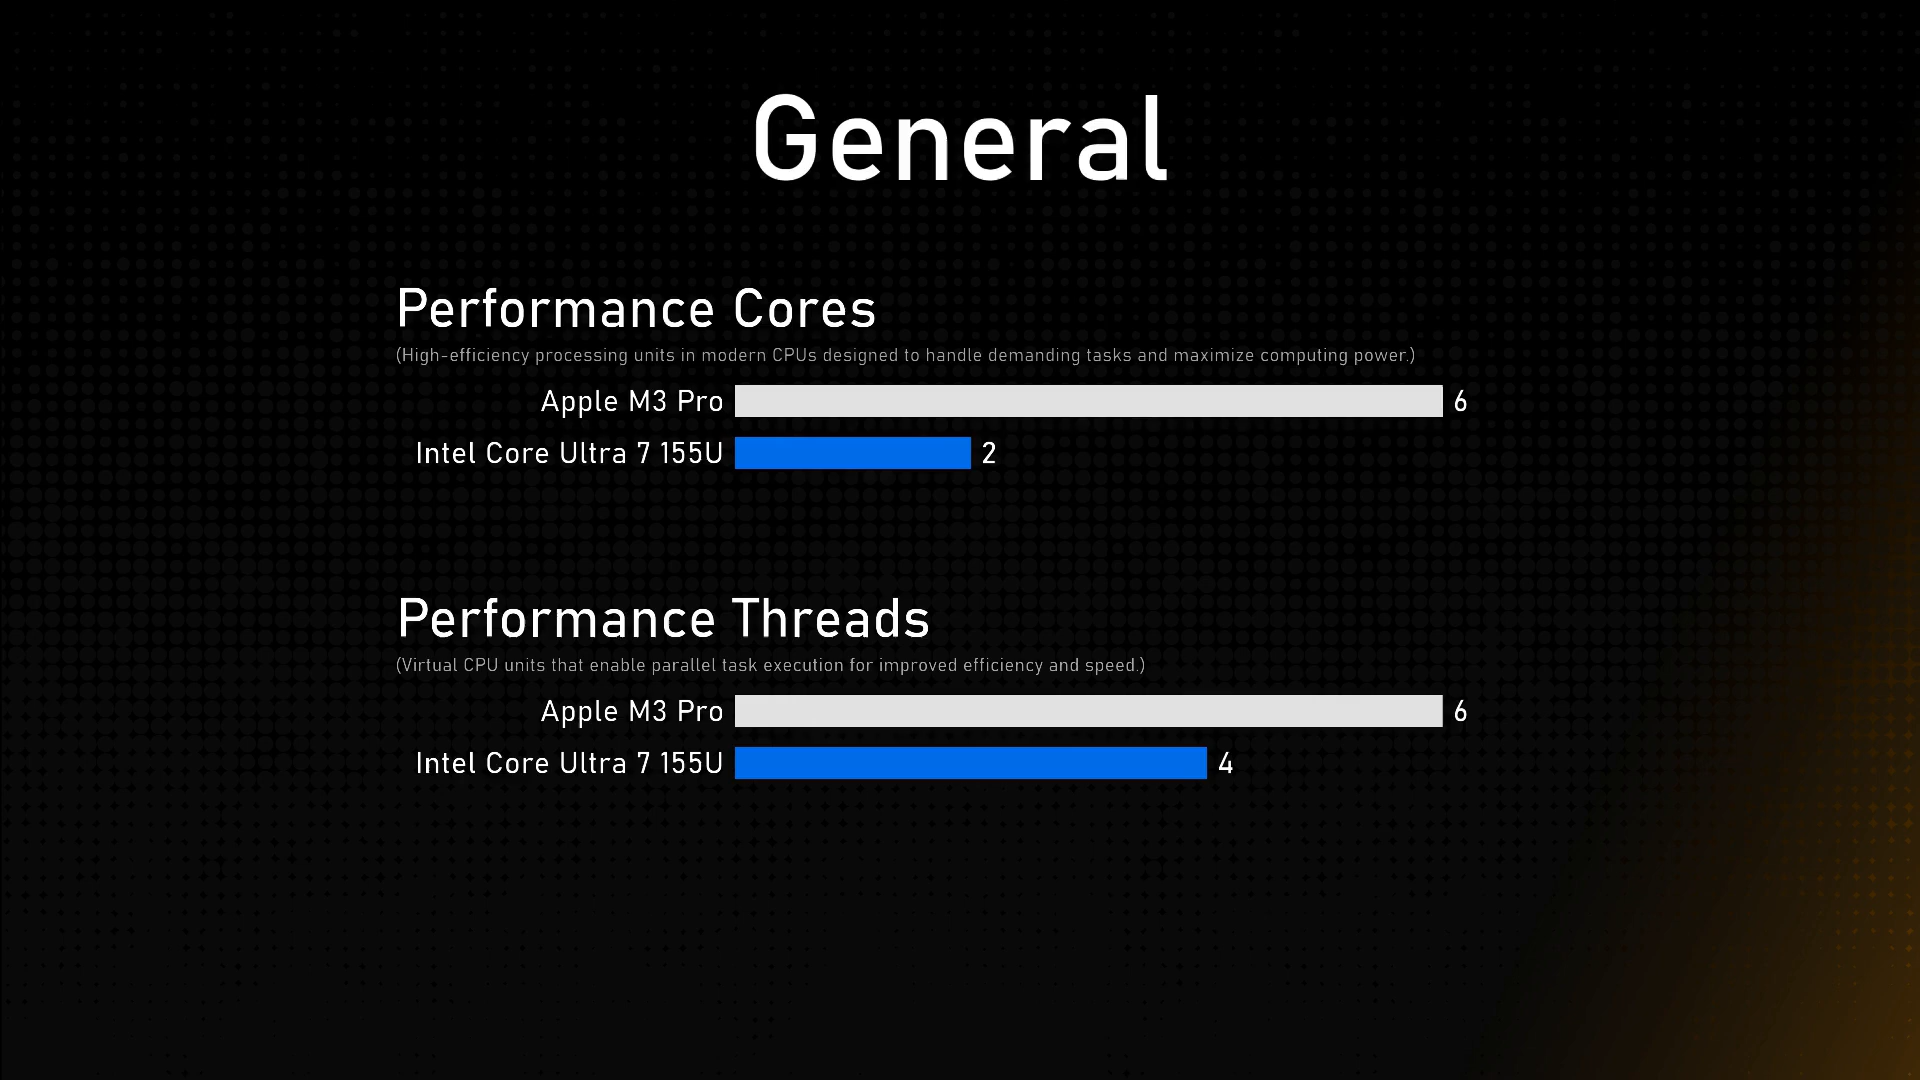 General
Performance Cores
(High-efficiency processing units in modern CPUs designed to handle demanding tasks and maximize computing power.)
Apple M3 Pro 6
Intel Core Ultra 7 155U 2
Performance Threads
(Virtual CPU units that enable parallel task execution for improved efficiency and speed.)
Apple M3 Pro 6
Intel Core Ultra 7 155U 4